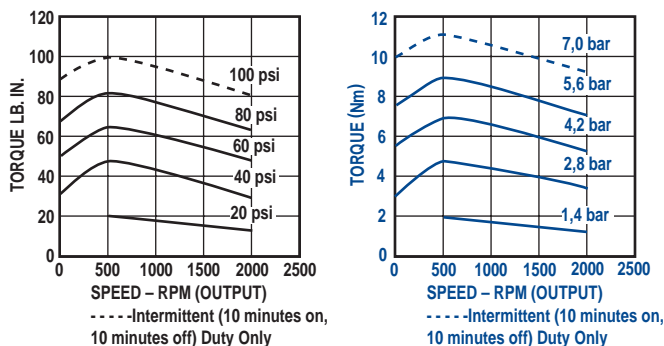 120
100
80
60
40
20
0
TORQUE LB. IN.
100 psi
80 psi
60 psi
40 psi
20 psi
0 500 1000 1500 2000 2500
SPEED – RPM (OUTPUT)
-----Intermittent (10 minutes on,
10 minutes off) Duty Only
12
10
8
6
4
2
0
TORQUE (Nm)
7,0 bar
5,6 bar
4,2 bar
2,8 bar
1,4 bar
0 500 1000 1500 2000 2500
SPEED – RPM (OUTPUT)
-----Intermittent (10 minutes on,
10 minutes off) Duty Only